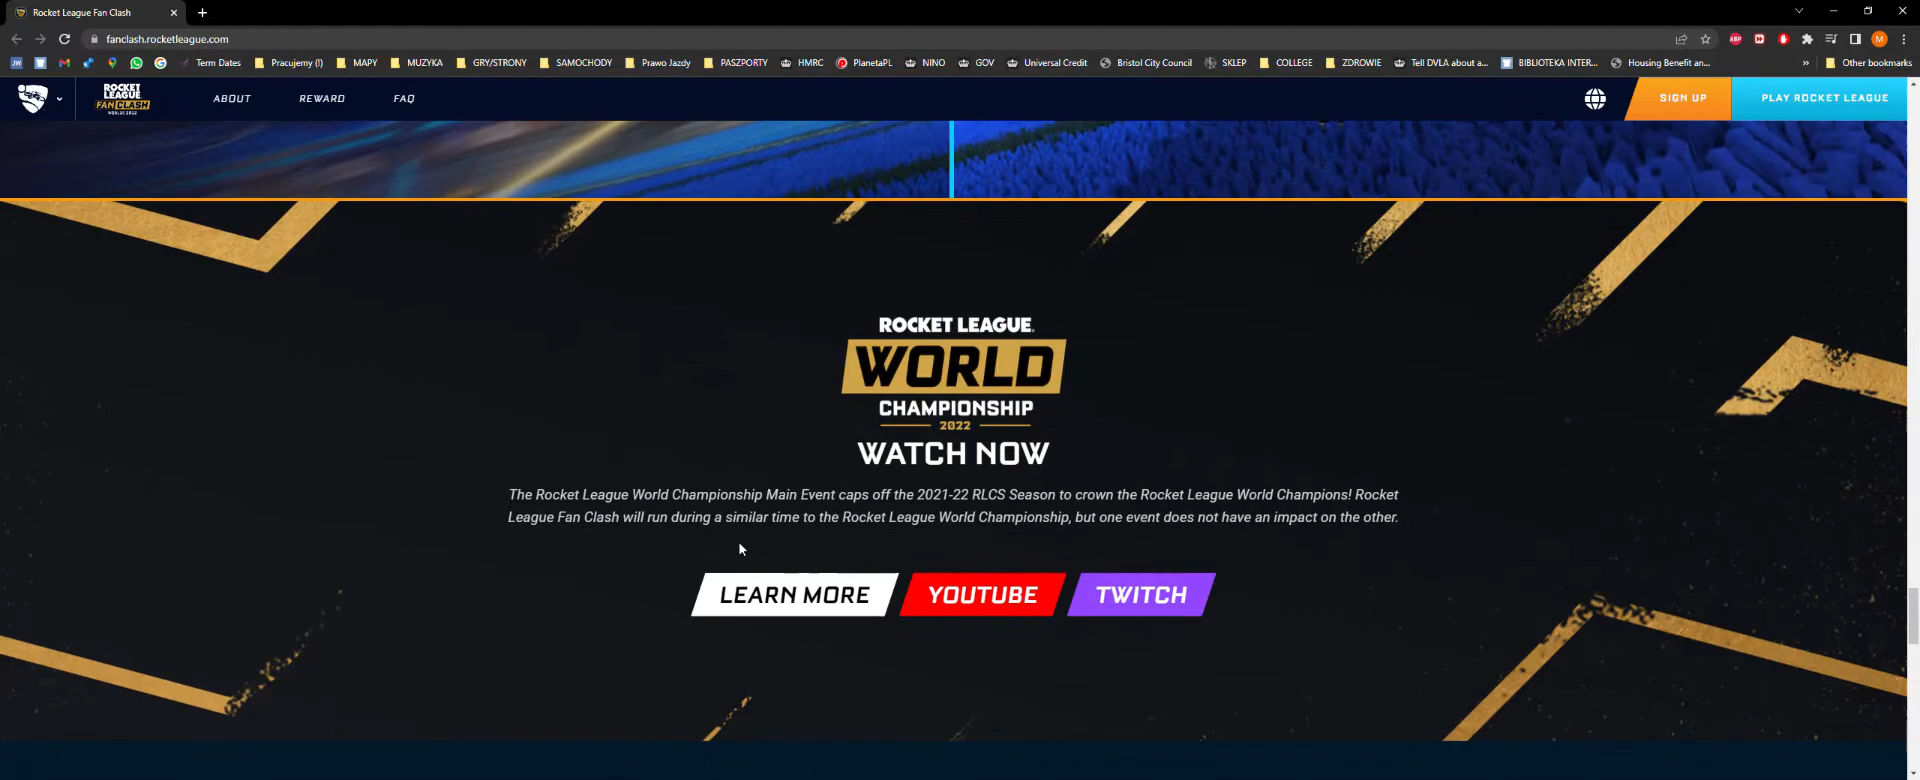 Rocket League Fan Clash
fanclash.rocketleague.com
Term Dates Pracujemy (!) MAPY MUZYKA GRY/STRONY SAMOCHODY Prawo Jazdy PASZPORTY HMRC PlanetaPL NINO GOV Universal Credit Bristol City Council SKLEP COLLEGE ZDROWIE Tell DVLA about a... BIBLIOTEKA INTER... Housing Benefit an... » Other bookmarks
ROCKET LEAGUE FAN CLASH ABOUT REWARD FAQ SIGN UP PLAY ROCKET LEAGUE
ROCKET LEAGUE
WORLD
CHAMPIONSHIP
2022
WATCH NOW
The Rocket League World Championship Main Event caps off the 2021-22 RLCS Season to crown the Rocket League World Champions! Rocket
League Fan Clash will run during a similar time to the Rocket League World Championship, but one event does not have an impact on the other.
LEARN MORE YOUTUBE TWITCH